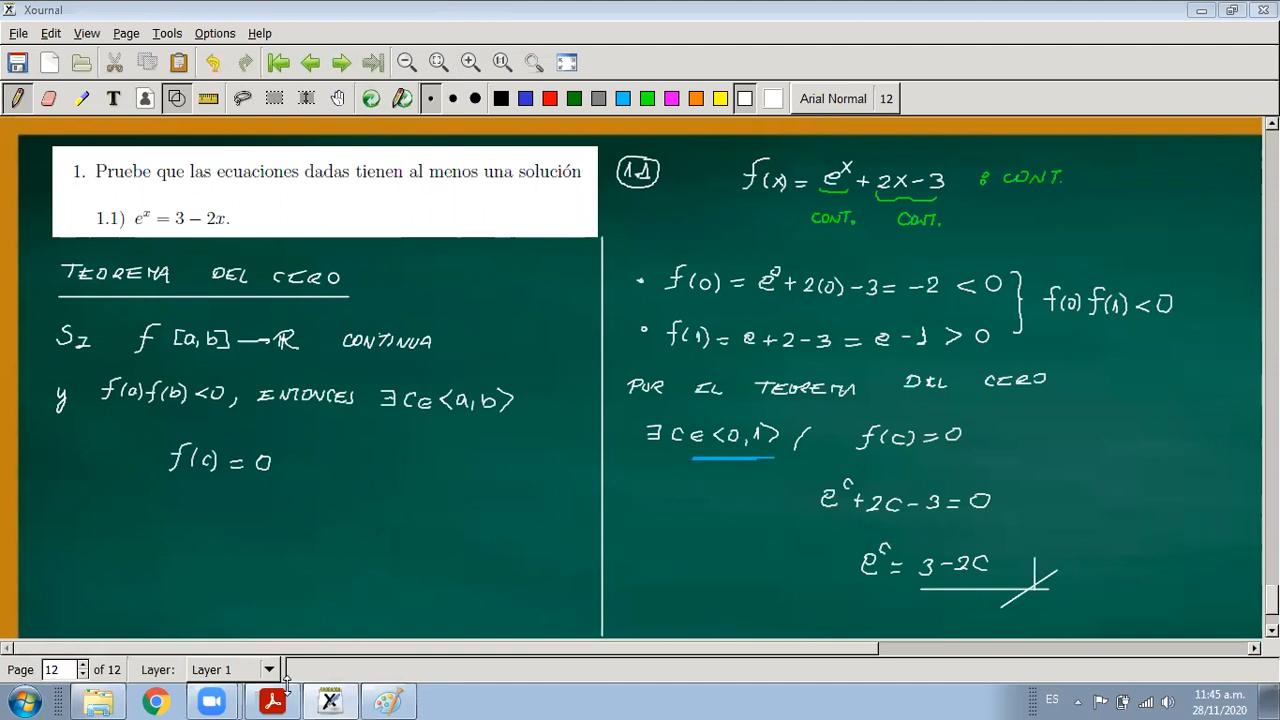 Xournal
File Edit View Page Tools Options Help
Arial Normal 12
1. Pruebe que las ecuaciones dadas tienen al menos una solución
1.1) e^x = 3 − 2x.
TEOREMA DEL CERO
SI f [a,b] → ℝ CONTINUA
y f(a)f(b) < 0, ENTONCES ∃ c ∈ <a,b>
f(c) = 0
1.1 f(x) = e^x + 2x − 3 : CONT.
CONT. CONT.
• f(0) = e^0 + 2(0) − 3 = −2 < 0
• f(1) = e + 2 − 3 = e − 1 > 0
f(0) f(1) < 0
POR EL TEOREMA DEL CERO
∃ c ∈ <0,1> / f(c) = 0
e^c + 2c − 3 = 0
e^c = 3 − 2c
Page 12 of 12 Layer: Layer 1
ES 11:45 a.m.
28/11/2020